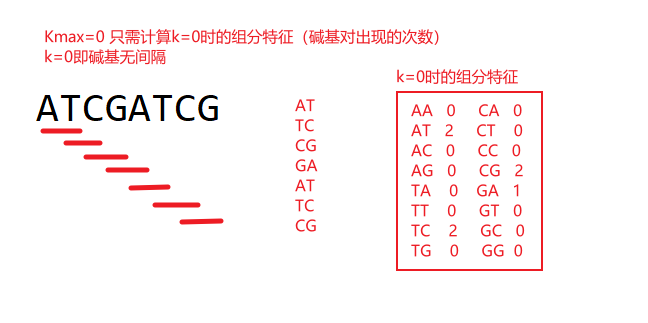 Kmax=0 只需计算k=0时的组分特征（碱基对出现的次数）
k=0即碱基无间隔
ATCGATCG
AT
TC
CG
GA
AT
TC
CG
k=0时的组分特征
AA 0 CA 0
AT 2 CT 0
AC 0 CC 0
AG 0 CG 2
TA 0 GA 1
TT 0 GT 0
TC 2 GC 0
TG 0 GG 0